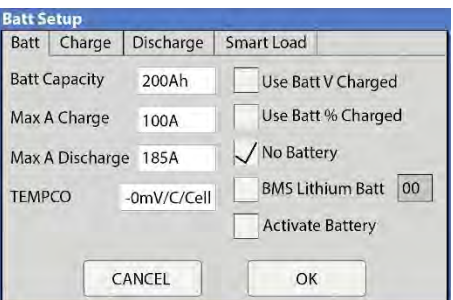 Batt Setup
Batt Charge Discharge Smart Load
Batt Capacity 200Ah Use Batt V Charged
Max A Charge 100A Use Batt % Charged
Max A Discharge 185A No Battery
TEMPCO -0mV/C/Cell BMS Lithium Batt 00
Activate Battery
CANCEL OK